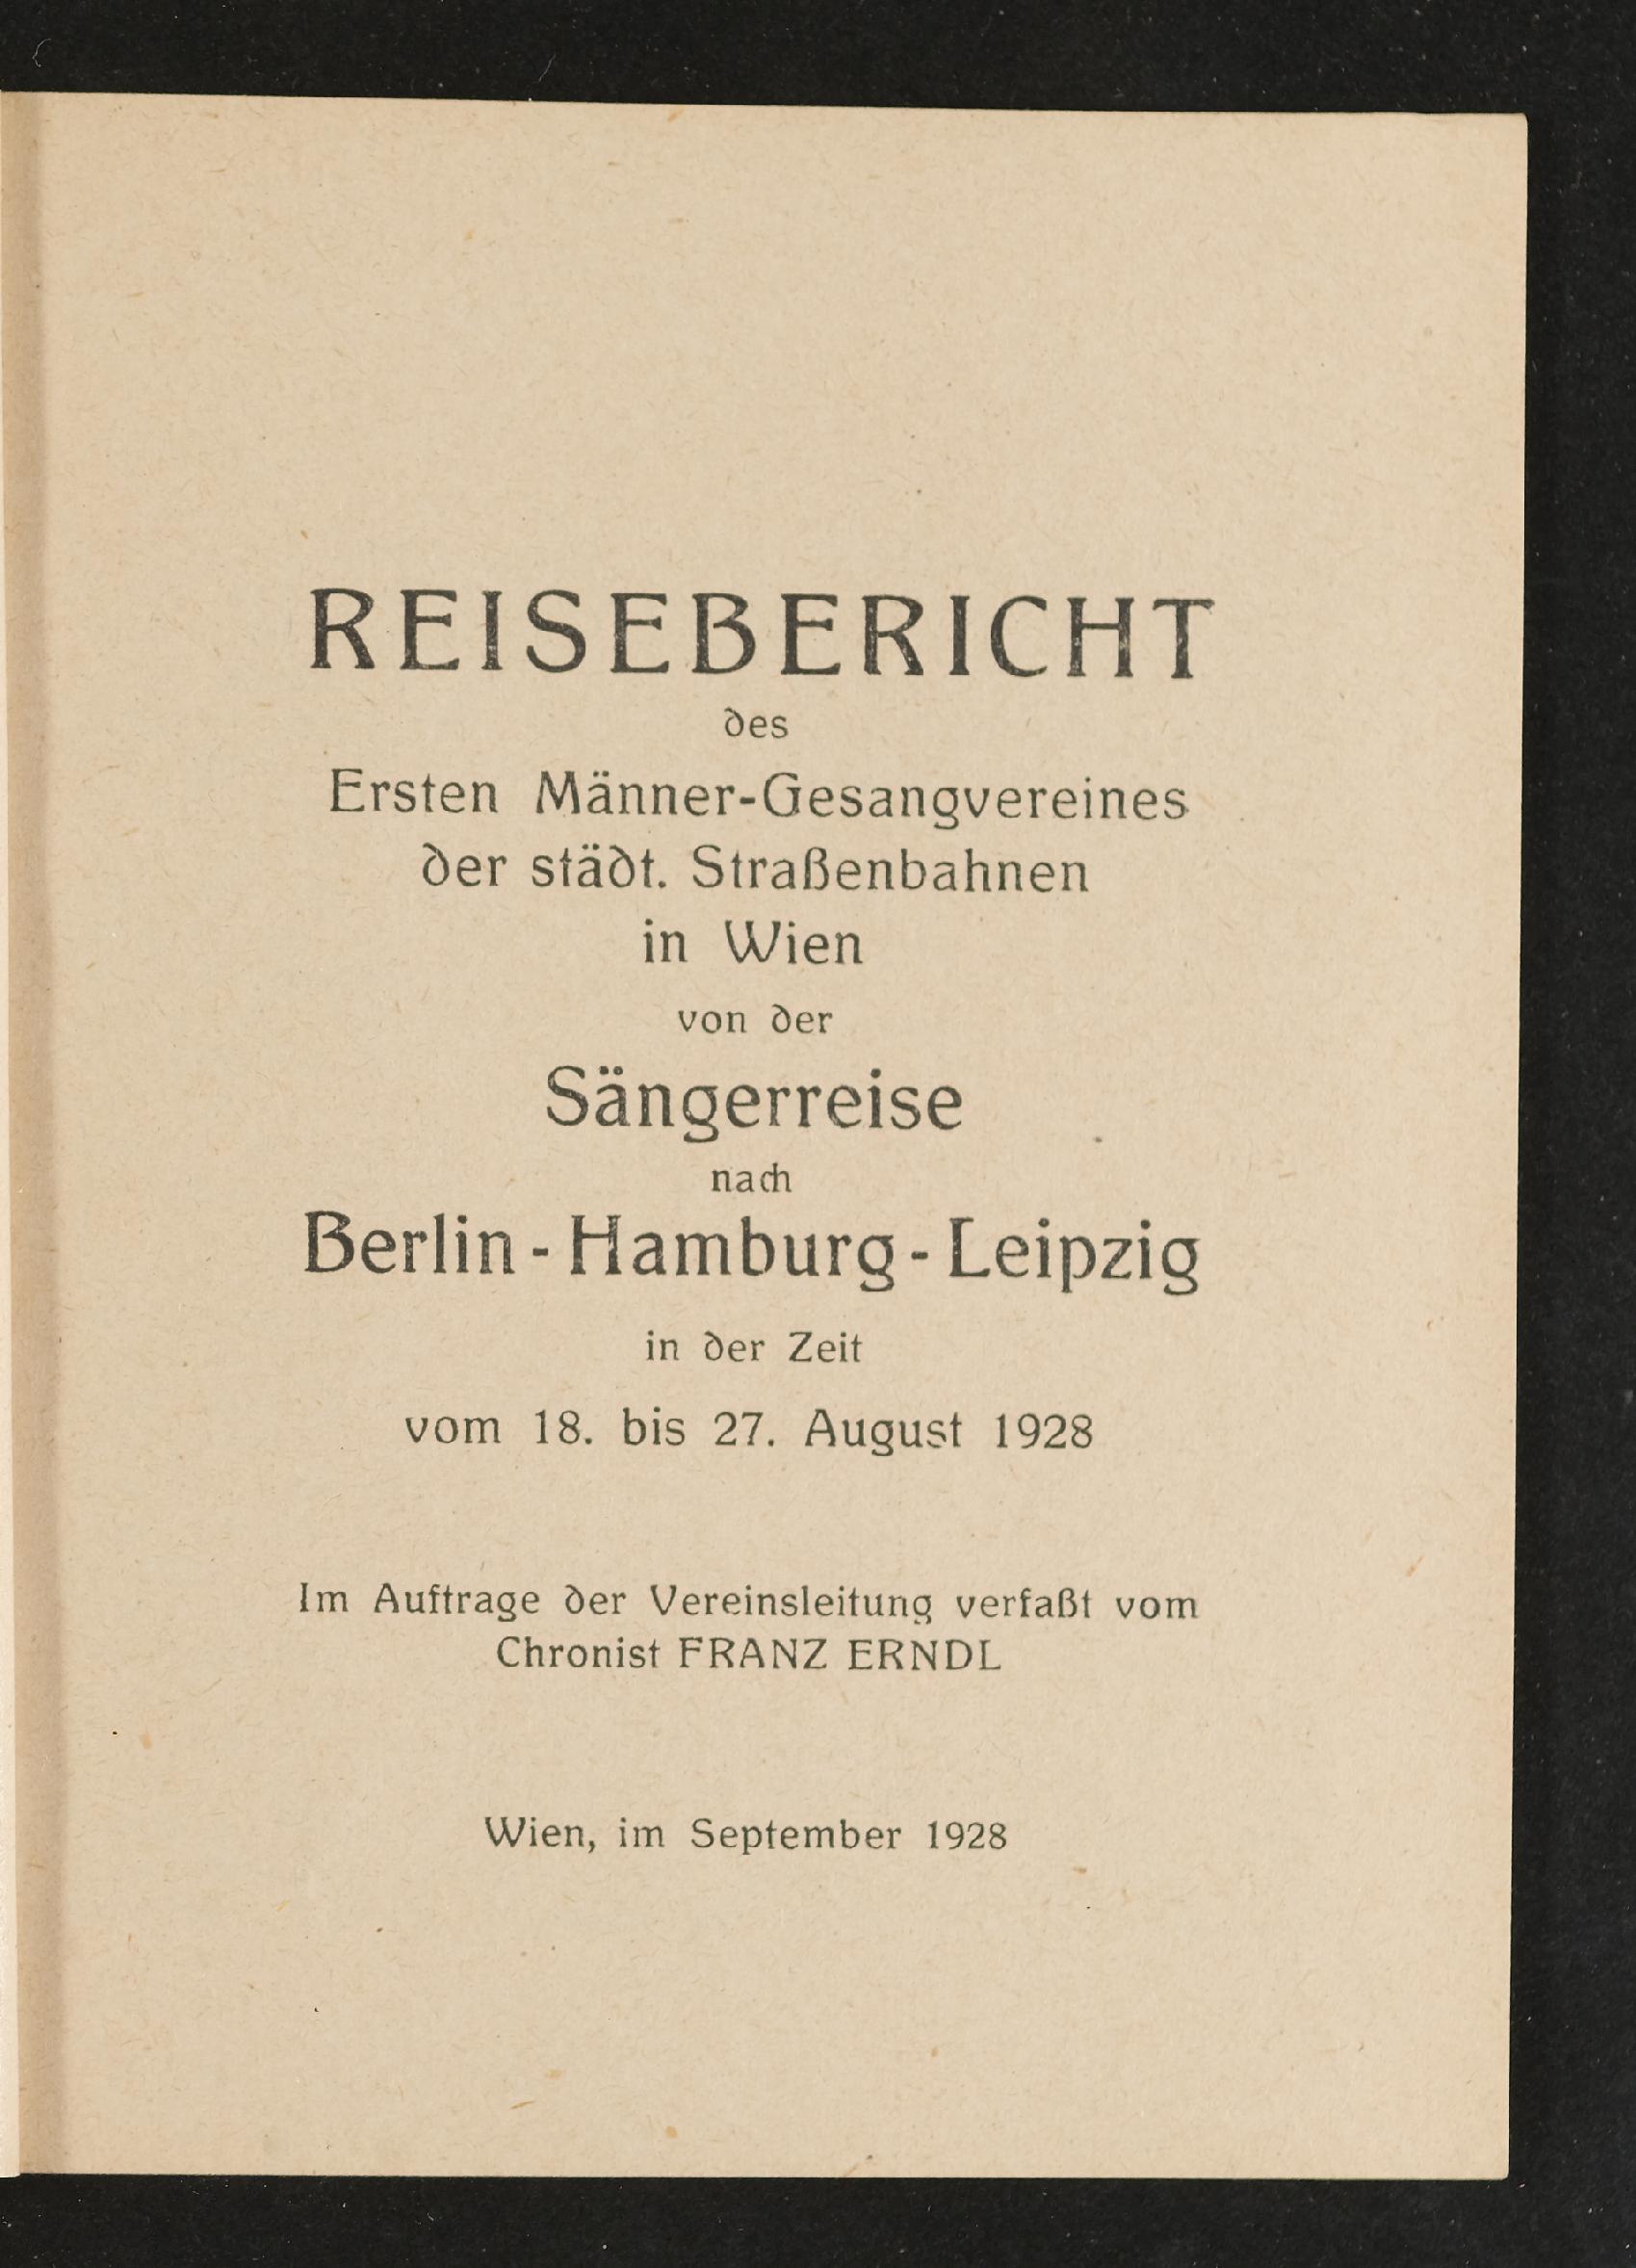 REISEBERICHT
des
Ersten Männer-Gesangvereines
der städt. Straßenbahnen
in Wien
von der
Sängerreise
nach
Berlin - Hamburg - Leipzig
in der Zeit
vom 18. bis 27. August 1928
Im Auftrage der Vereinsleitung verfaßt vom
Chronist FRANZ ERNDL
Wien, im September 1928